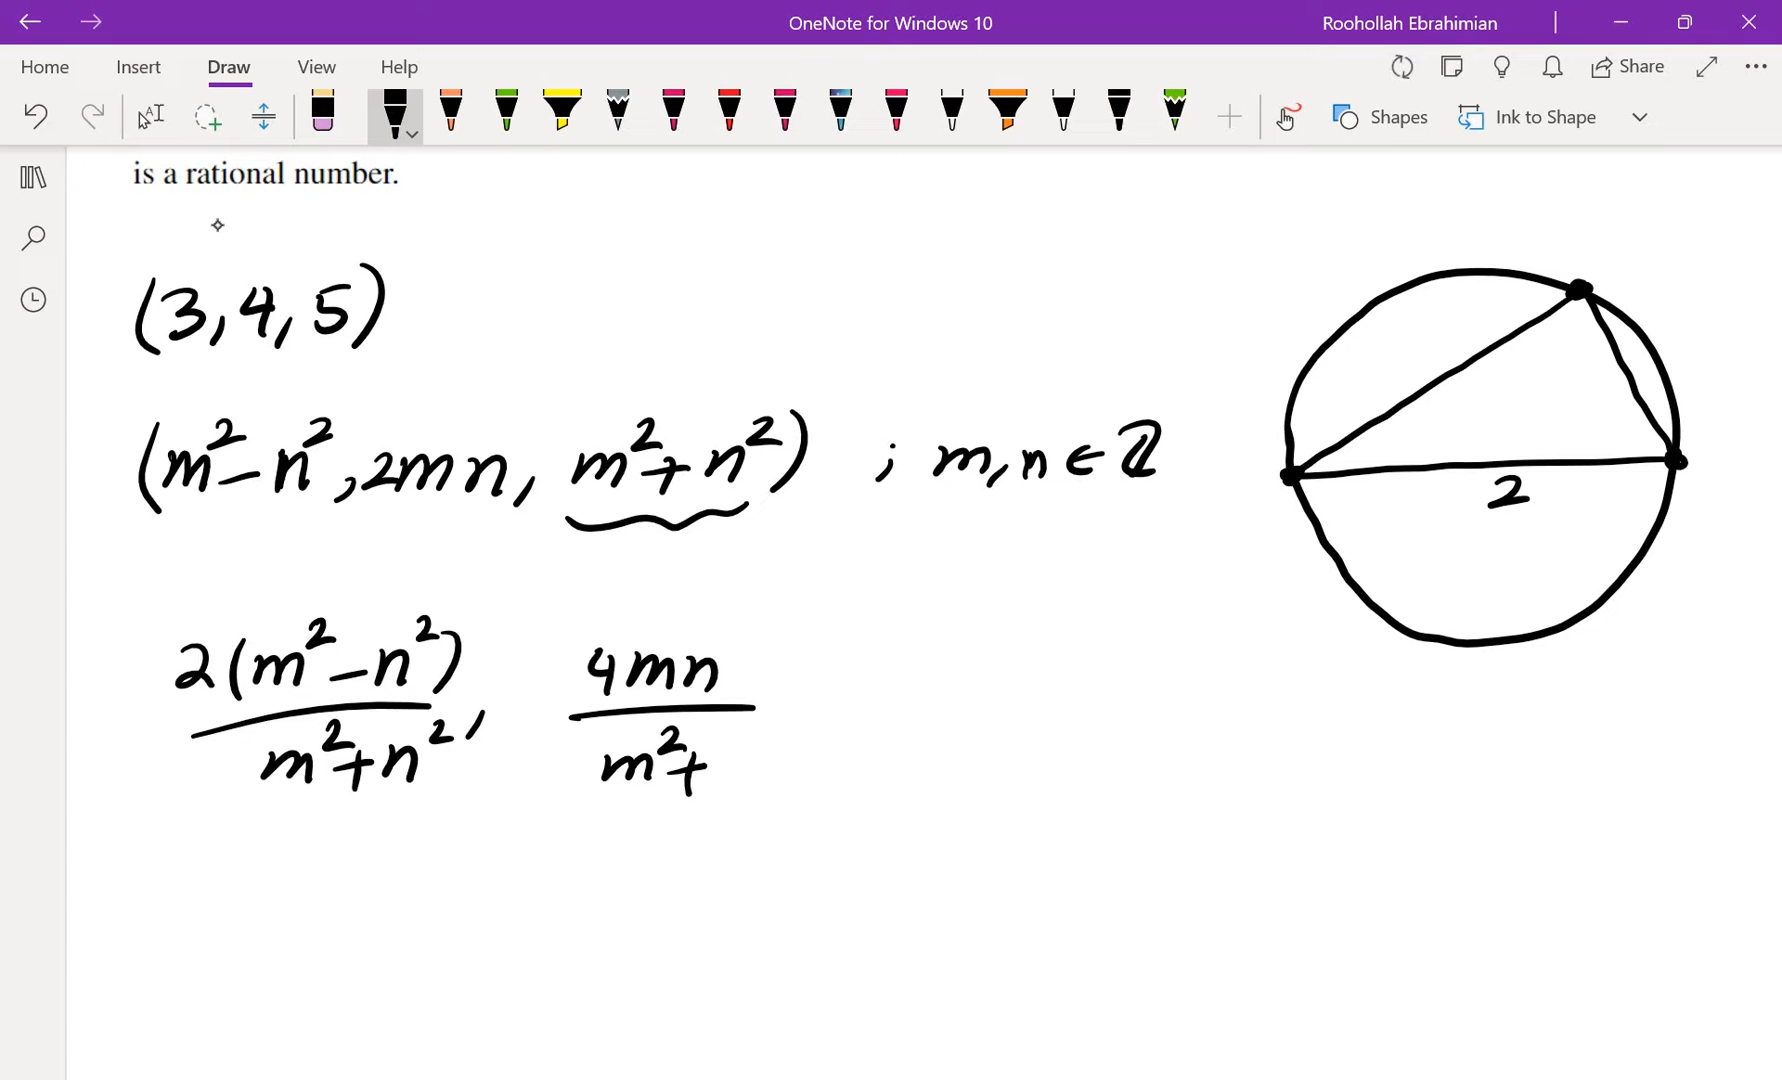 OneNote for Windows 10
Roohollah Ebrahimian
Home Insert Draw View Help
Share
Shapes Ink to Shape
is a rational number.
(3, 4, 5)
(m² - n², 2mn, m² + n²) ; m, n ∈ ℤ
2
2(m² - n²) / m² + n² , 4mn / m² +